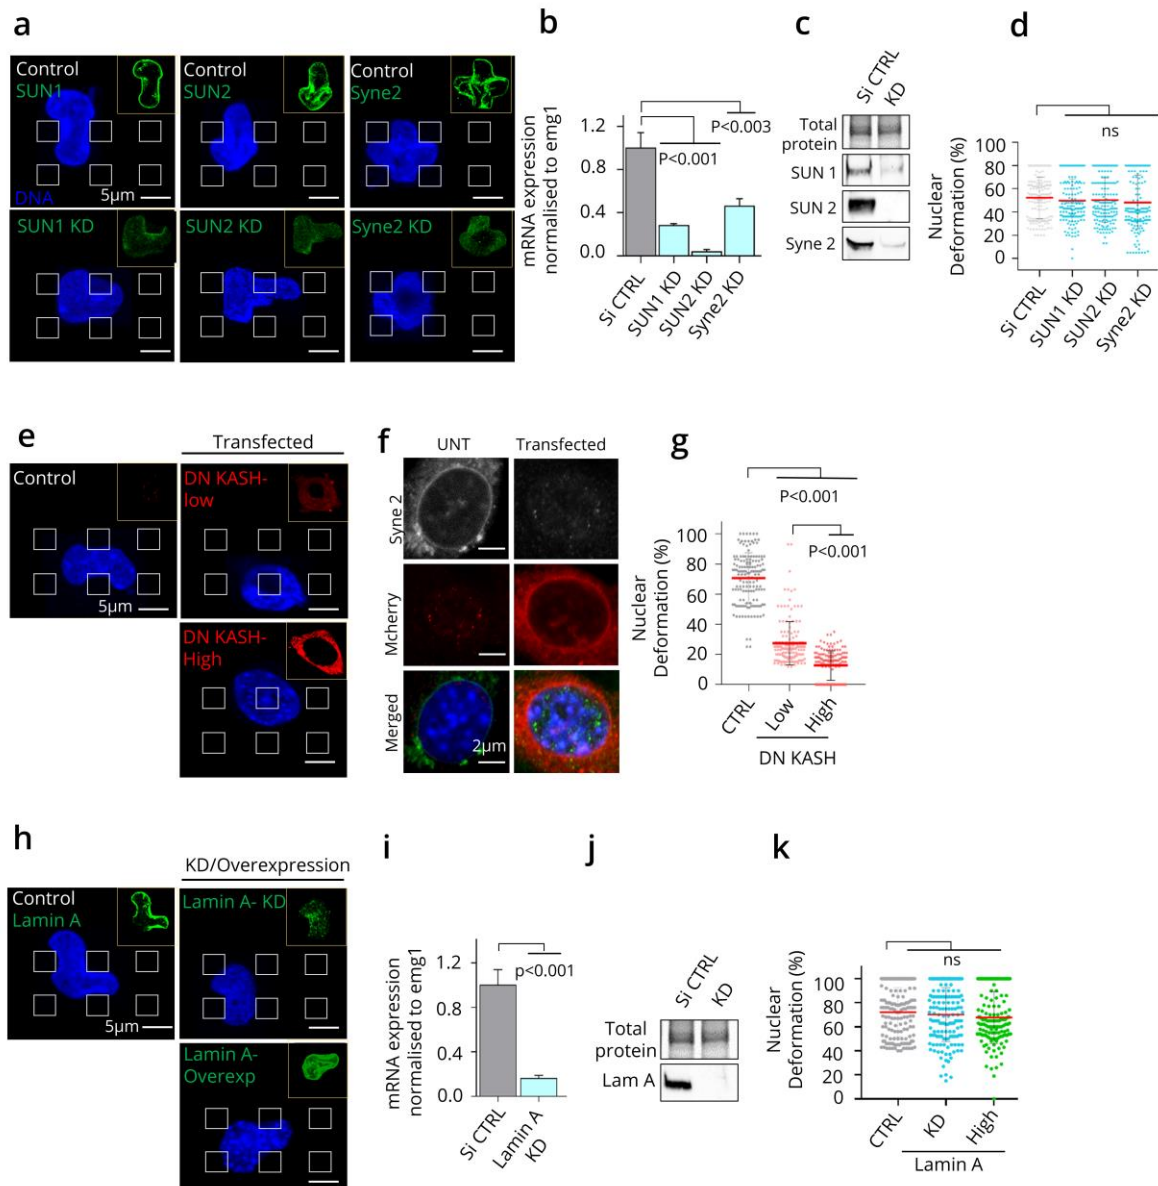 a
Control
SUN1
DNA
5μm
Control
SUN2
Control
Syne2
SUN1 KD
SUN2 KD
Syne2 KD
b
mRNA expression
normalised to emg1
1.2
0.8
0.4
0.0
P<0.003
P<0.001
Si CTRL
SUN1 KD
SUN2 KD
Syne2 KD
c
Si CTRL
KD
Total
protein
SUN 1
SUN 2
Syne 2
d
Nuclear
Deformation (%)
ns
100
80
60
40
20
0
Si CTRL
SUN1 KD
SUN2 KD
Syne2 KD
e
Transfected
Control
5μm
DN KASH-
low
DN KASH-
High
f
UNT
Transfected
Syne 2
Mcherry
Merged
2μm
g
Nuclear
Deformation (%)
P<0.001
P<0.001
100
80
60
40
20
0
CTRL
Low
High
DN KASH
h
KD/Overexpression
Control
Lamin A
5μm
Lamin A- KD
Lamin A-
Overexp
i
mRNA expression
normalised to emg1
1.2
0.8
0.4
0.0
p<0.001
Si CTRL
Lamin A
KD
j
Si CTRL
KD
Total
protein
Lam A
k
Nuclear
Deformation (%)
ns
100
80
60
40
20
0
CTRL
KD
High
Lamin A